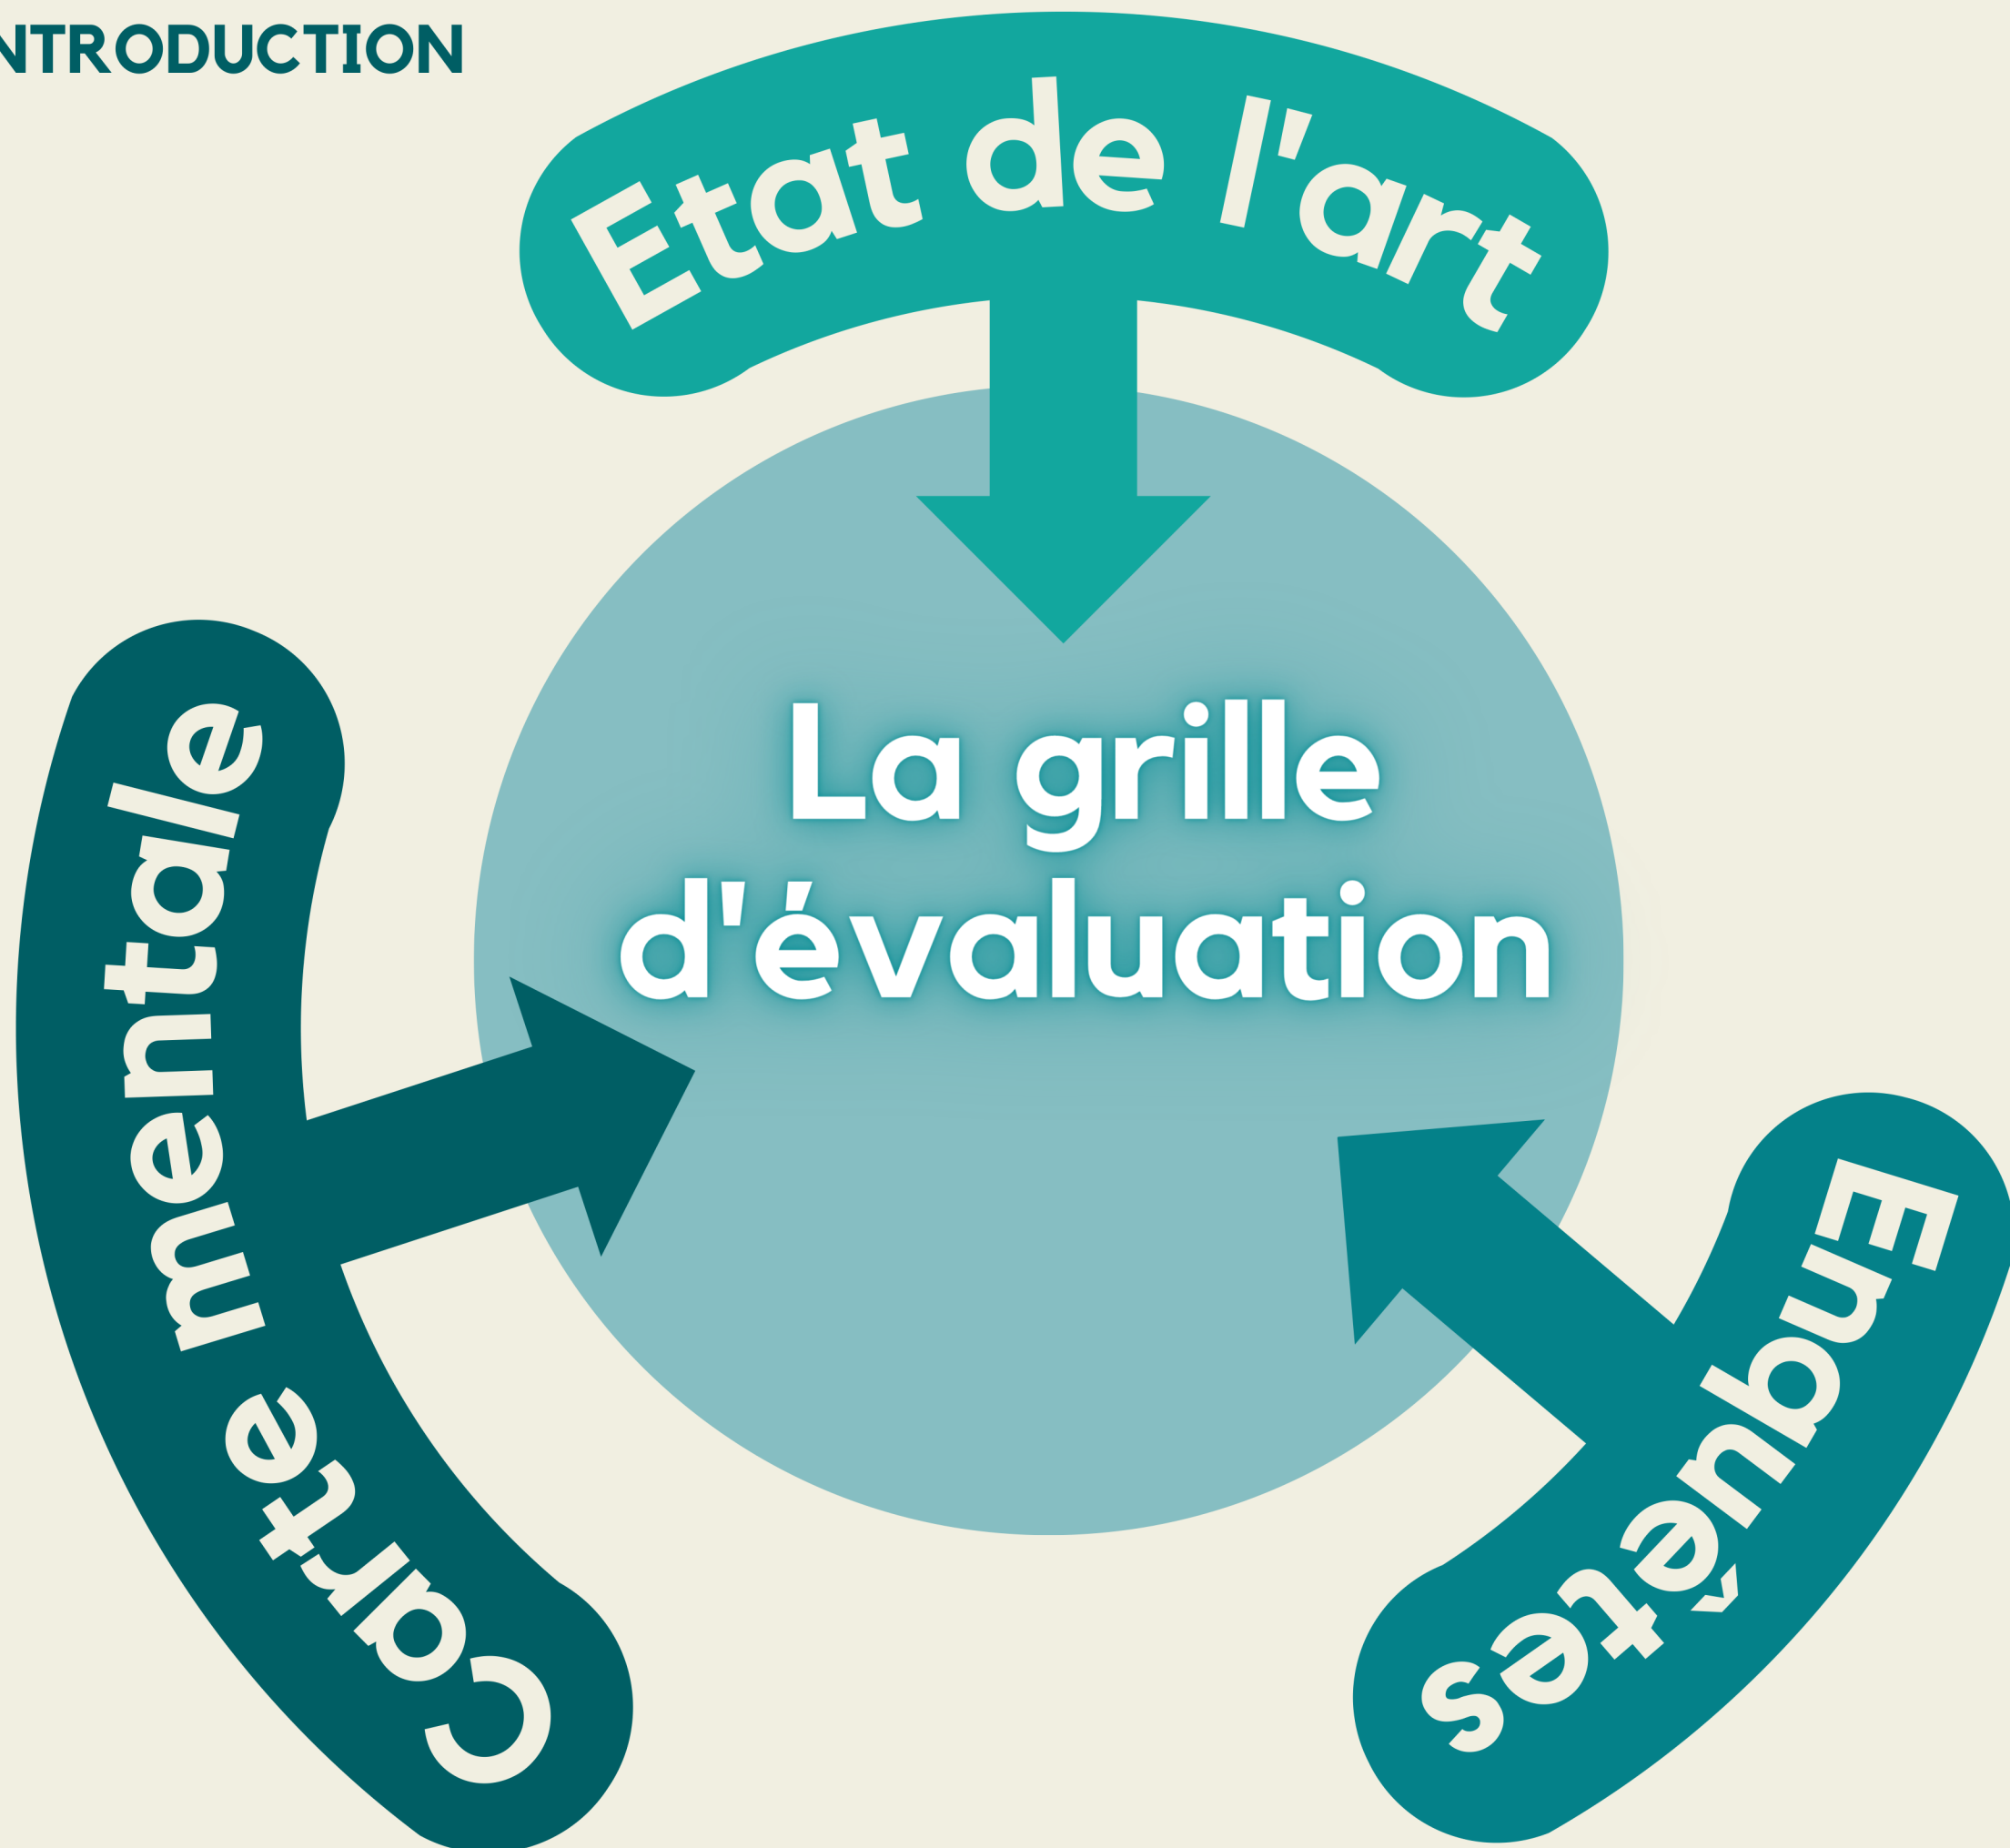 NTRODUCTION
Etat de l'art
La grille
d'évaluation
Carte mentale
Enquêtes